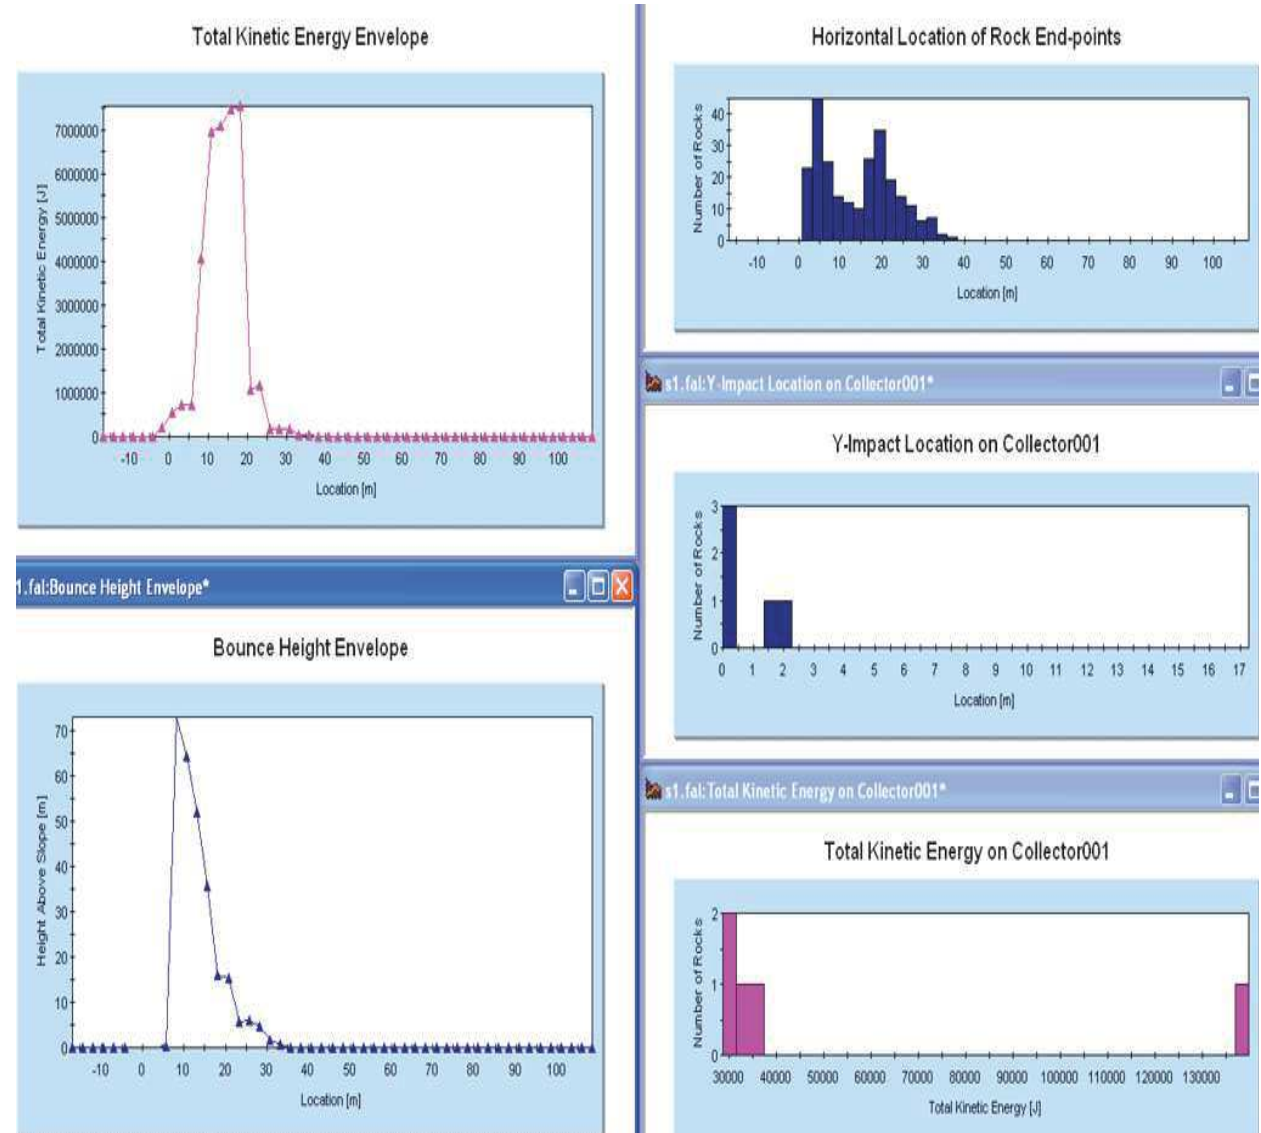 Total Kinetic Energy Envelope
Total Kinetic Energy [J]
7000000
6000000
5000000
4000000
3000000
2000000
1000000
0
-10 0 10 20 30 40 50 60 70 80 90 100
Location [m]
1.fal:Bounce Height Envelope*
Bounce Height Envelope
Height Above Slope [m]
70
60
50
40
30
20
10
0
-10 0 10 20 30 40 50 60 70 80 90 100
Location [m]
Horizontal Location of Rock End-points
Number of Rocks
40
30
20
10
0
-10 0 10 20 30 40 50 60 70 80 90 100
Location [m]
s1.fal:Y-Impact Location on Collector001*
Y-Impact Location on Collector001
Number of Rocks
3
2
1
0
0 1 2 3 4 5 6 7 8 9 10 11 12 13 14 15 16 17
Location [m]
s1.fal:Total Kinetic Energy on Collector001*
Total Kinetic Energy on Collector001
Number of Rocks
2
1
0
30000 40000 50000 60000 70000 80000 90000 100000 110000 120000 130000
Total Kinetic Energy [J]